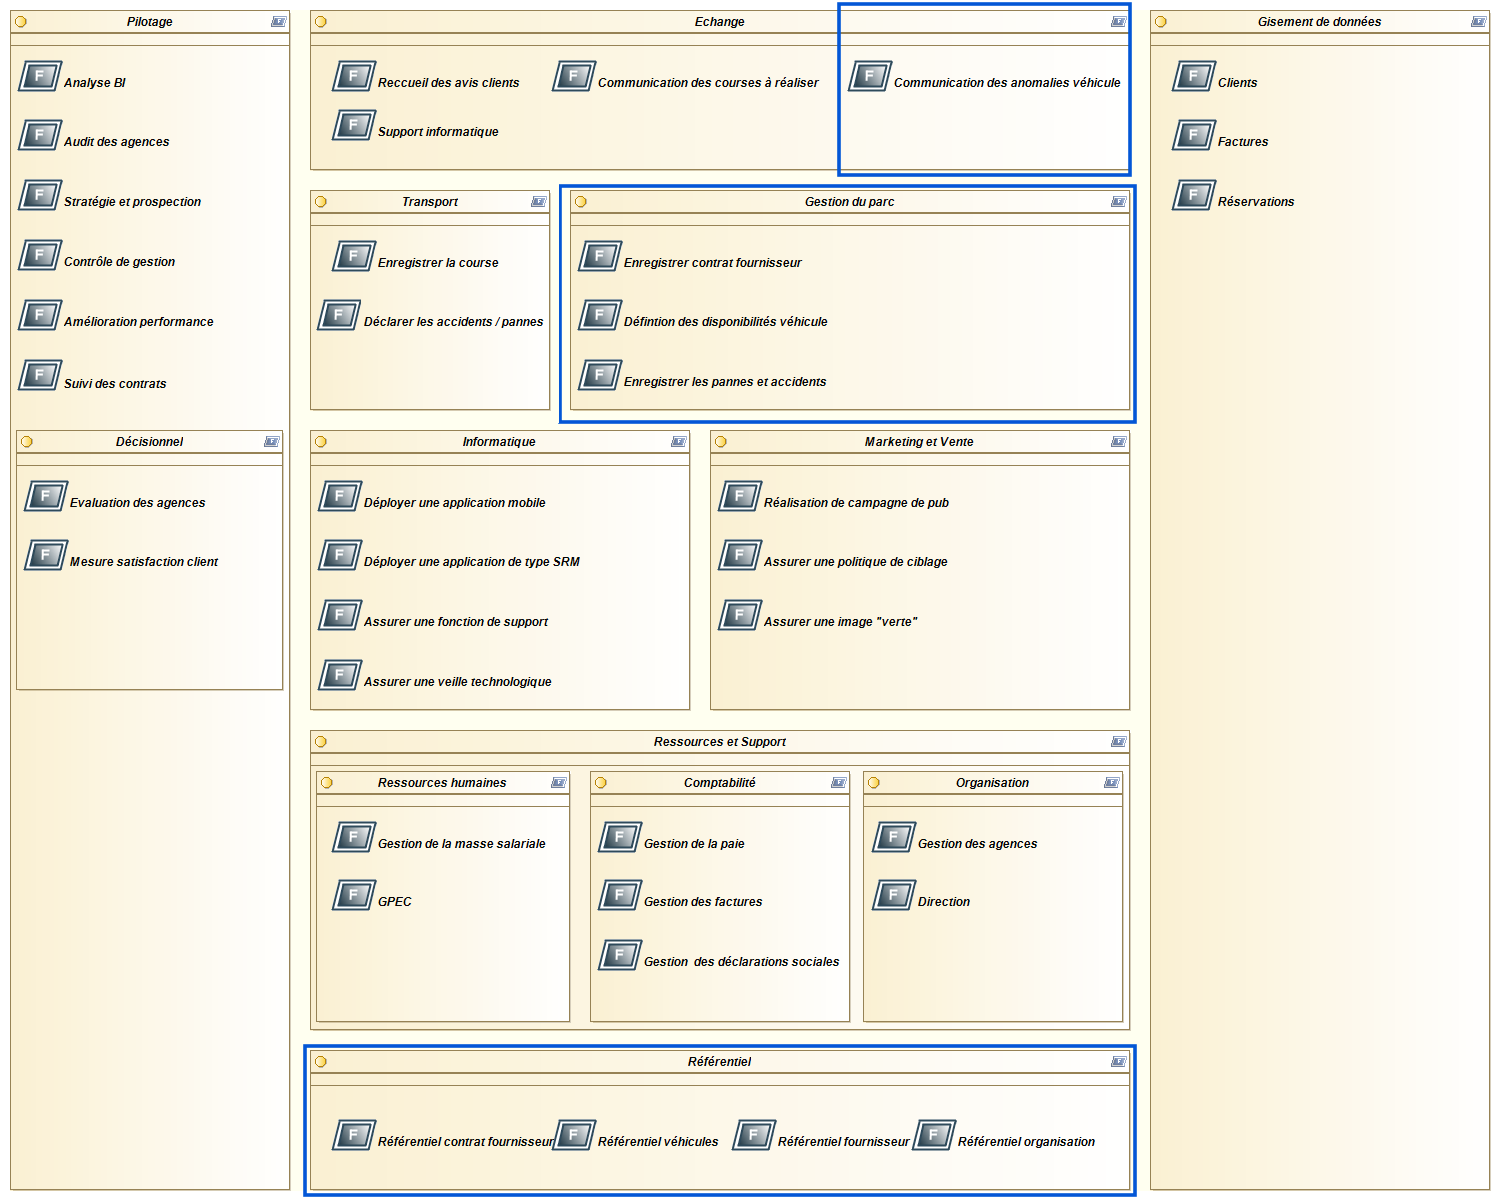 Pilotage
F Analyse BI
F Audit des agences
F Stratégie et prospection
F Contrôle de gestion
F Amélioration performance
F Suivi des contrats
Décisionnel
F Evaluation des agences
F Mesure satisfaction client
Echange
F Reccueil des avis clients F Communication des courses à réaliser F Communication des anomalies véhicule
F Support informatique
Transport
F Enregistrer la course
F Déclarer les accidents / pannes
Gestion du parc
F Enregistrer contrat fournisseur
F Défintion des disponibilités véhicule
F Enregistrer les pannes et accidents
Informatique
F Déployer une application mobile
F Déployer une application de type SRM
F Assurer une fonction de support
F Assurer une veille technologique
Marketing et Vente
F Réalisation de campagne de pub
F Assurer une politique de ciblage
F Assurer une image "verte"
Ressources et Support
Ressources humaines
F Gestion de la masse salariale
F GPEC
Comptabilité
F Gestion de la paie
F Gestion des factures
F Gestion des déclarations sociales
Organisation
F Gestion des agences
F Direction
Référentiel
F Référentiel contrat fournisseur F Référentiel véhicules F Référentiel fournisseur F Référentiel organisation
Gisement de données
F Clients
F Factures
F Réservations